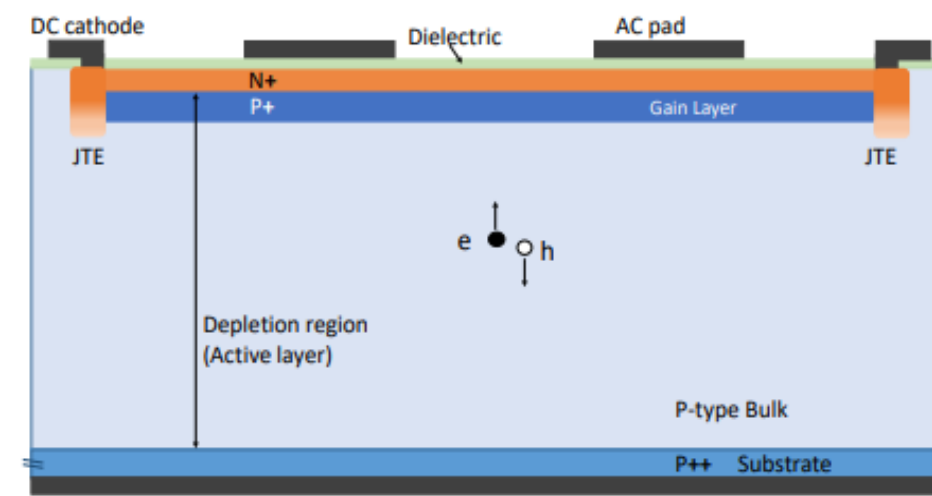 DC cathode
Dielectric
AC pad
N+
P+
Gain Layer
JTE
JTE
e
h
Depletion region
(Active layer)
P-type Bulk
P++ Substrate